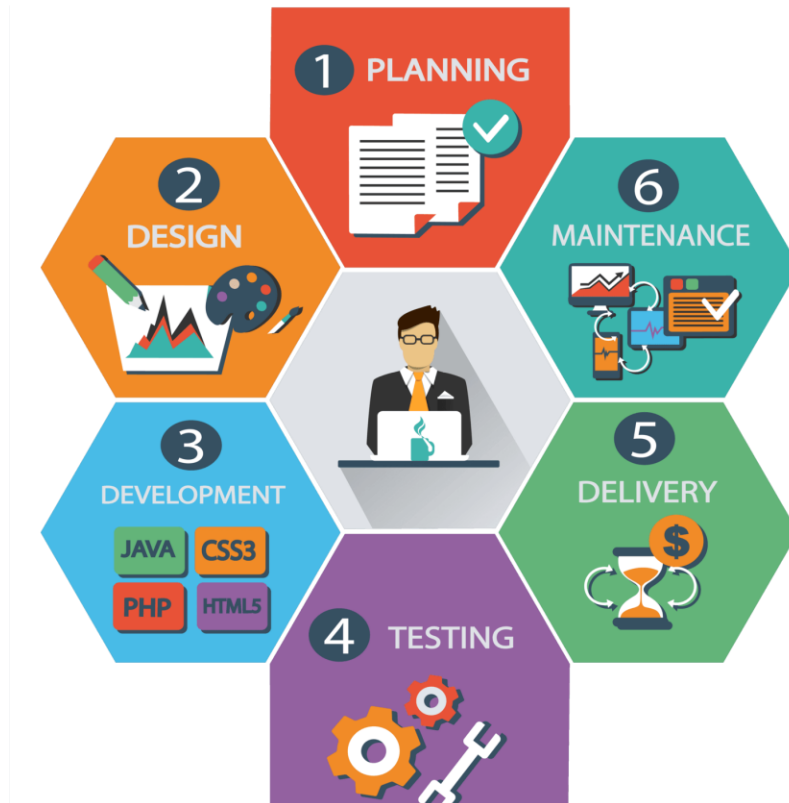 1 PLANNING
2
DESIGN
3
DEVELOPMENT
JAVA CSS3
PHP HTML5
4 TESTING
5
DELIVERY
$
6
MAINTENANCE